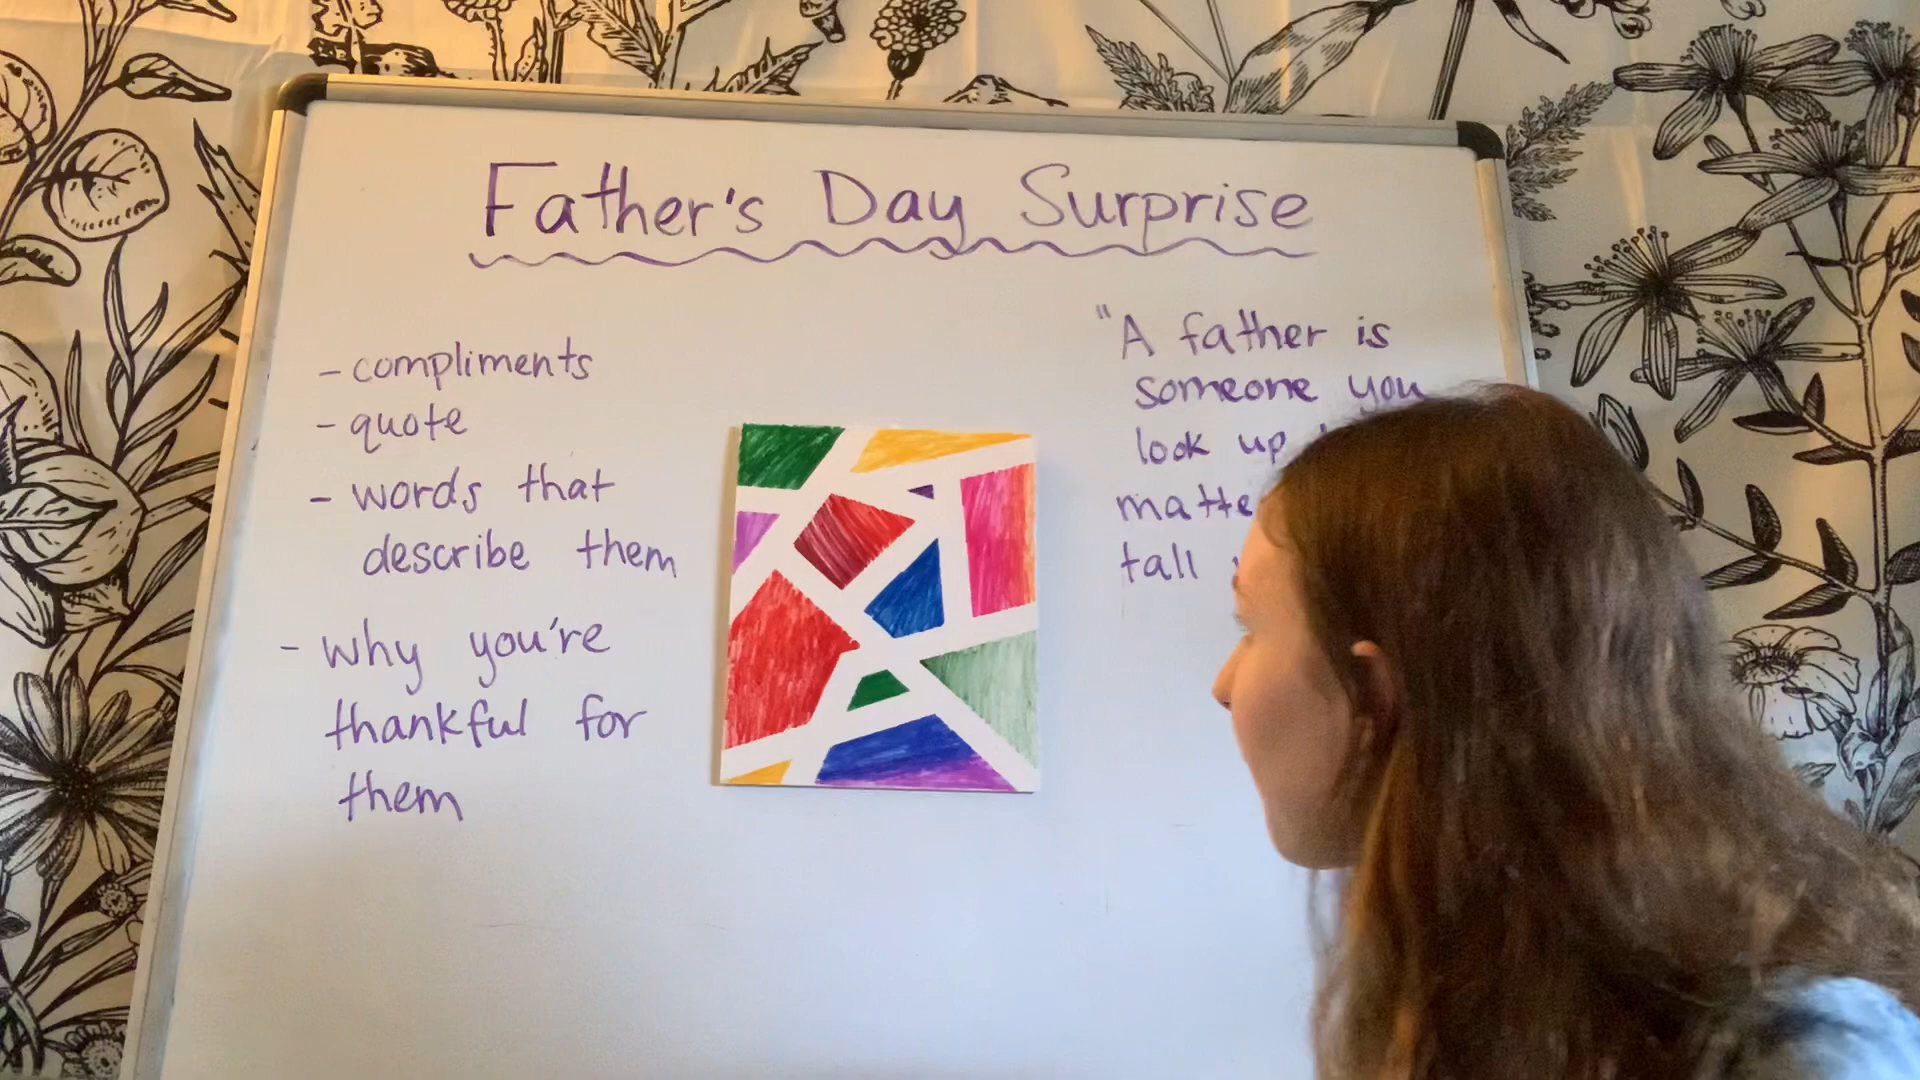 Father's Day Surprise
- compliments
- quote
- words that
describe them
- why you're
thankful for
them
"A father is
someone you
look up
tall